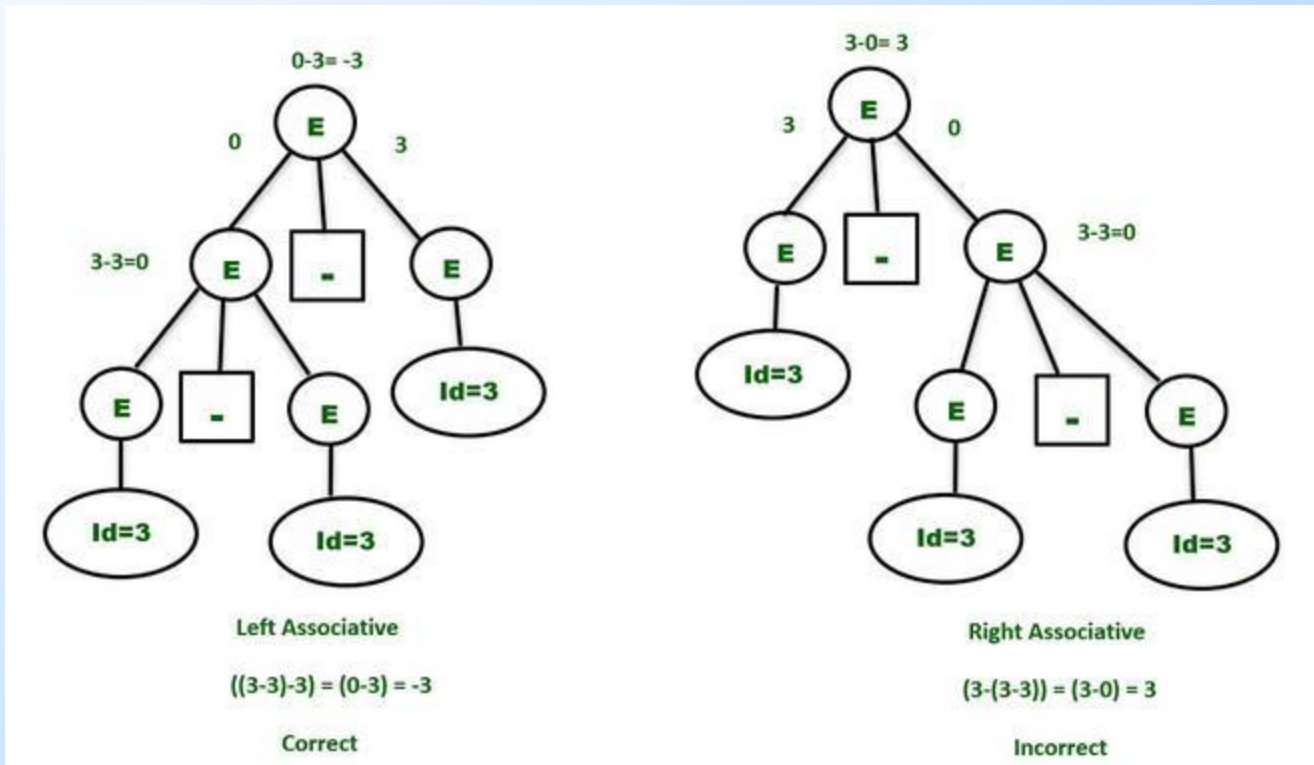 0-3= -3
E
0
3
3-3=0
E
-
E
E
-
E
Id=3
Id=3
Id=3
Left Associative
((3-3)-3) = (0-3) = -3
Correct
3-0= 3
E
3
0
E
-
E
3-3=0
Id=3
E
-
E
Id=3
Id=3
Right Associative
(3-(3-3)) = (3-0) = 3
Incorrect